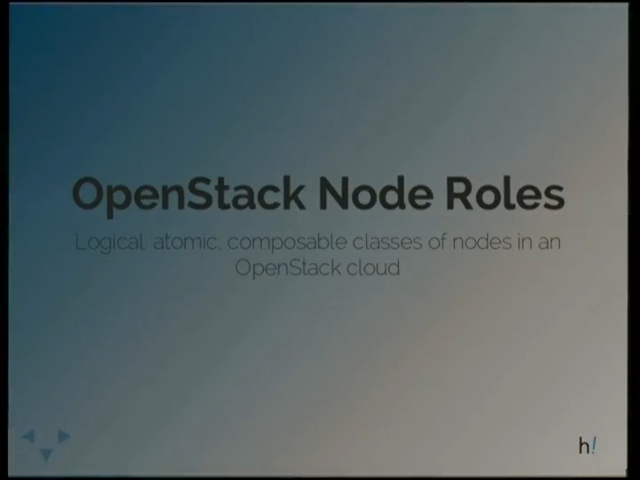 OpenStack Node Roles
Logical, atomic, composable classes of nodes in an
OpenStack cloud
h!